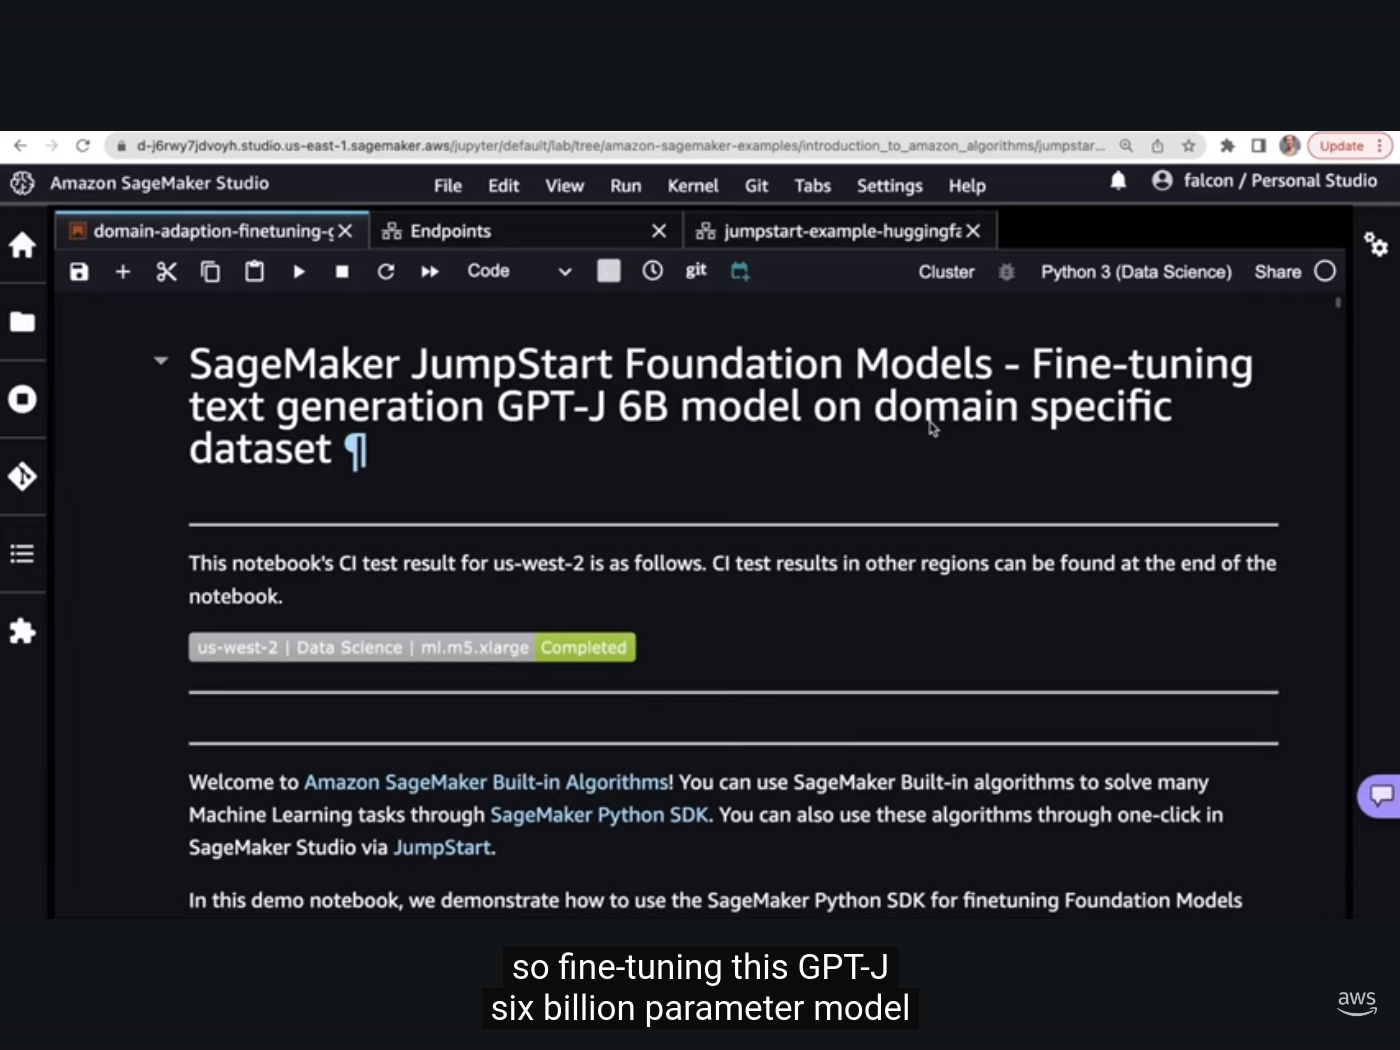 d-j6rwy7jdvoyh.studio.us-east-1.sagemaker.aws/jupyter/default/lab/tree/amazon-sagemaker-examples/introduction_to_amazon_algorithms/jumpstar...
Update
Amazon SageMaker Studio
File Edit View Run Kernel Git Tabs Settings Help
falcon / Personal Studio
domain-adaption-finetuning-g
Endpoints
jumpstart-example-huggingfa
Code
git
Cluster
Python 3 (Data Science)
Share
SageMaker JumpStart Foundation Models - Fine-tuning
text generation GPT-J 6B model on domain specific
dataset ¶
This notebook's CI test result for us-west-2 is as follows. CI test results in other regions can be found at the end of the
notebook.
us-west-2 | Data Science | ml.m5.xlarge Completed
Welcome to Amazon SageMaker Built-in Algorithms! You can use SageMaker Built-in algorithms to solve many
Machine Learning tasks through SageMaker Python SDK. You can also use these algorithms through one-click in
SageMaker Studio via JumpStart.
In this demo notebook, we demonstrate how to use the SageMaker Python SDK for finetuning Foundation Models
so fine-tuning this GPT-J
six billion parameter model
aws